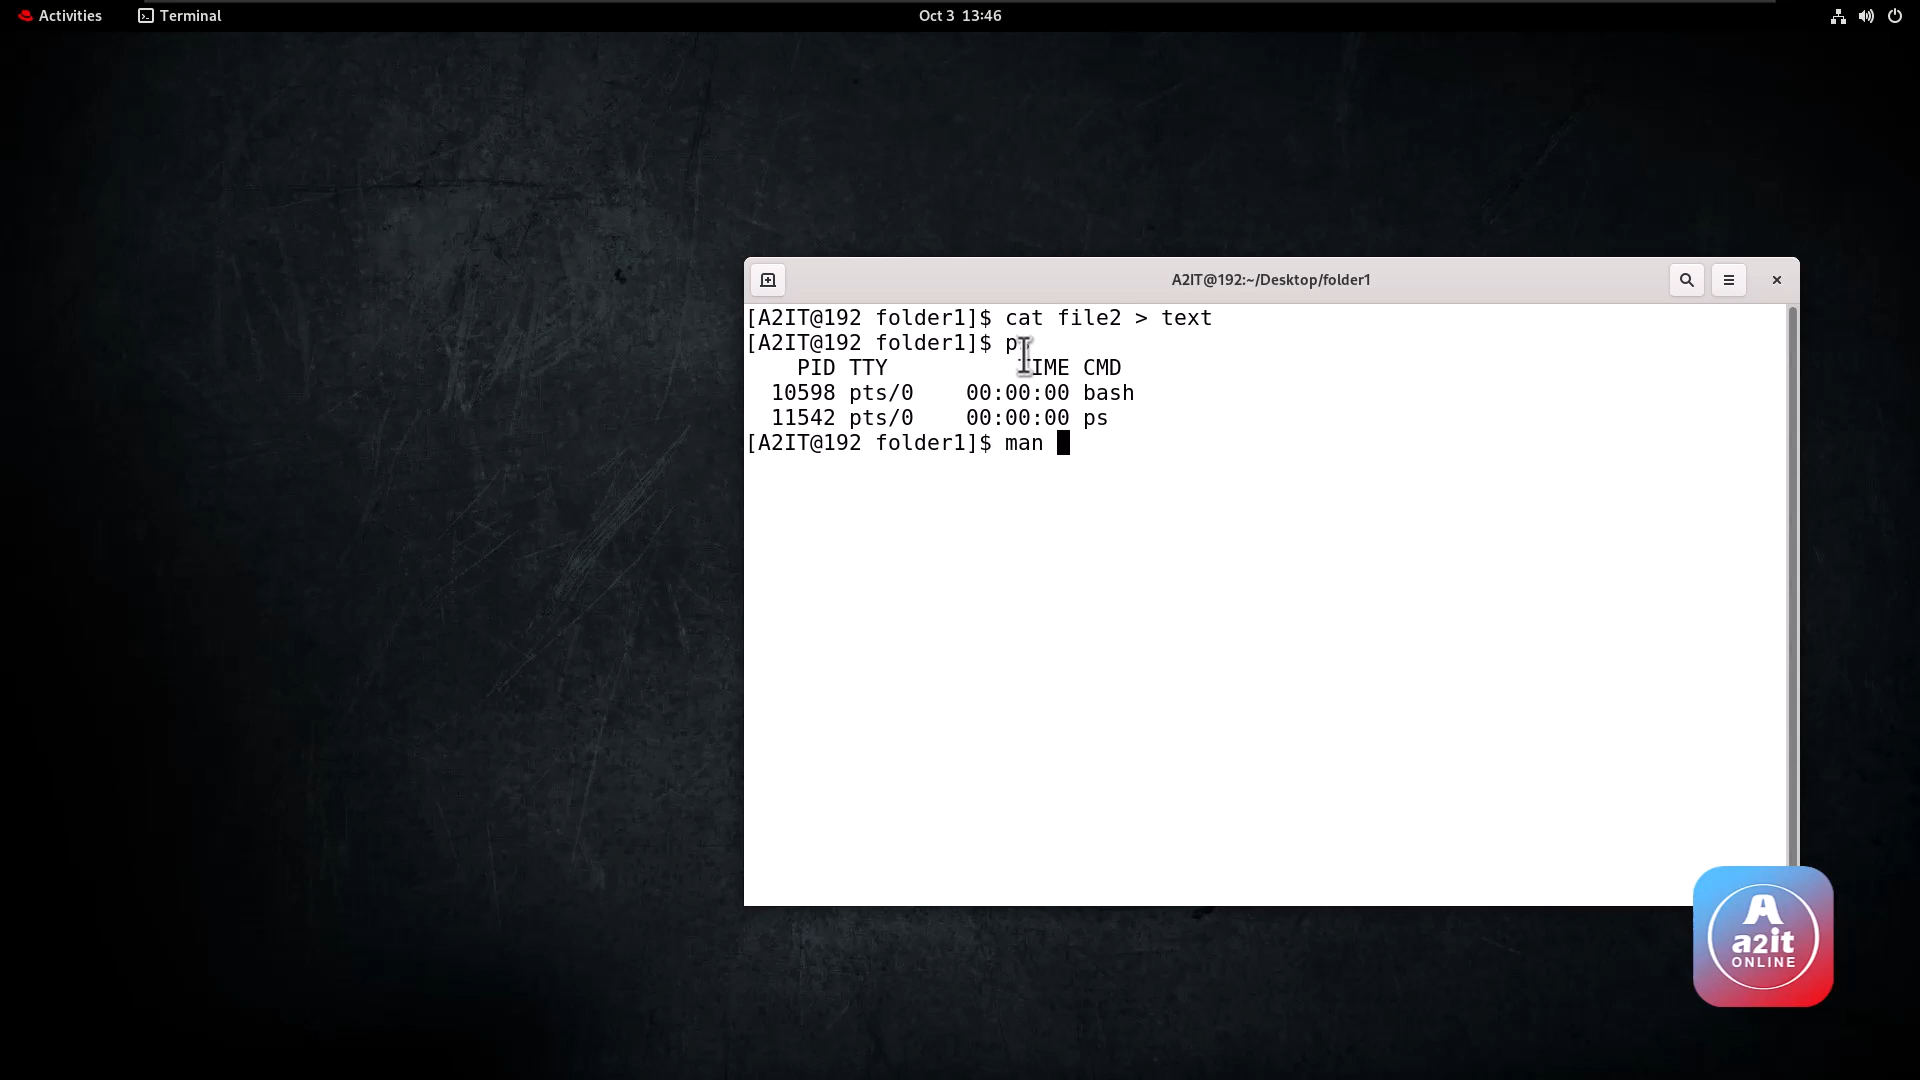 Activities Terminal Oct 3 13:46
A2IT@192:~/Desktop/folder1
[A2IT@192 folder1]$ cat file2 > text
[A2IT@192 folder1]$ p
PID TTY TIME CMD
10598 pts/0 00:00:00 bash
11542 pts/0 00:00:00 ps
[A2IT@192 folder1]$ man
A
a2it
ONLINE